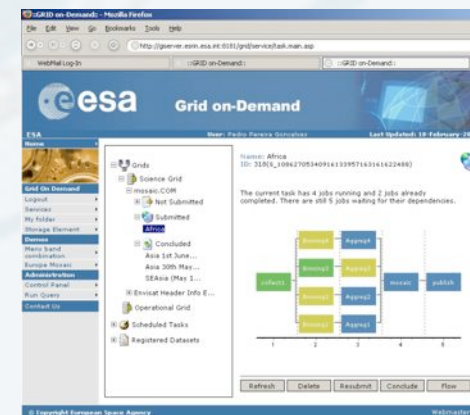 GRID on-Demand: - Mozilla Firefox
File Edit View Go Bookmarks Tools Help
http://gserver.esrin.esa.int:8181/grid/service/task.main.asp
WebMail Log-In
::GRID on-Demand::
::GRID on-Demand::
esa
Grid on-Demand
ESA
User: Pedro Pereira Goncalves
Last Updated: 18-February-20
Home
Grid On Demand
Logout
Services
My folder
Storage Element
Demos
Meris band
combination
Europe Mosaic
Administration
Control Panel
Run Query
Contact Us
Grids
Science Grid
mosaic.COM
Not Submitted
Submitted
Africa
Concluded
Asia 1st June...
Asia 30th May...
SEAsia (May 1...
Envisat Header Info E...
Operational Grid
Scheduled Tasks
Registered Datasets
Name: Africa
The current task has 4 jobs running and 2 jobs already
completed. There are still 5 jobs waiting for their dependencies.
collect1
Aggreg4
Aggreg3
Aggreg2
Aggreg1
mosaic
publish
1 2 3 4 5
Refresh Delete Resubmit Conclude Flow
© Copyright European Space Agency
Webmaster